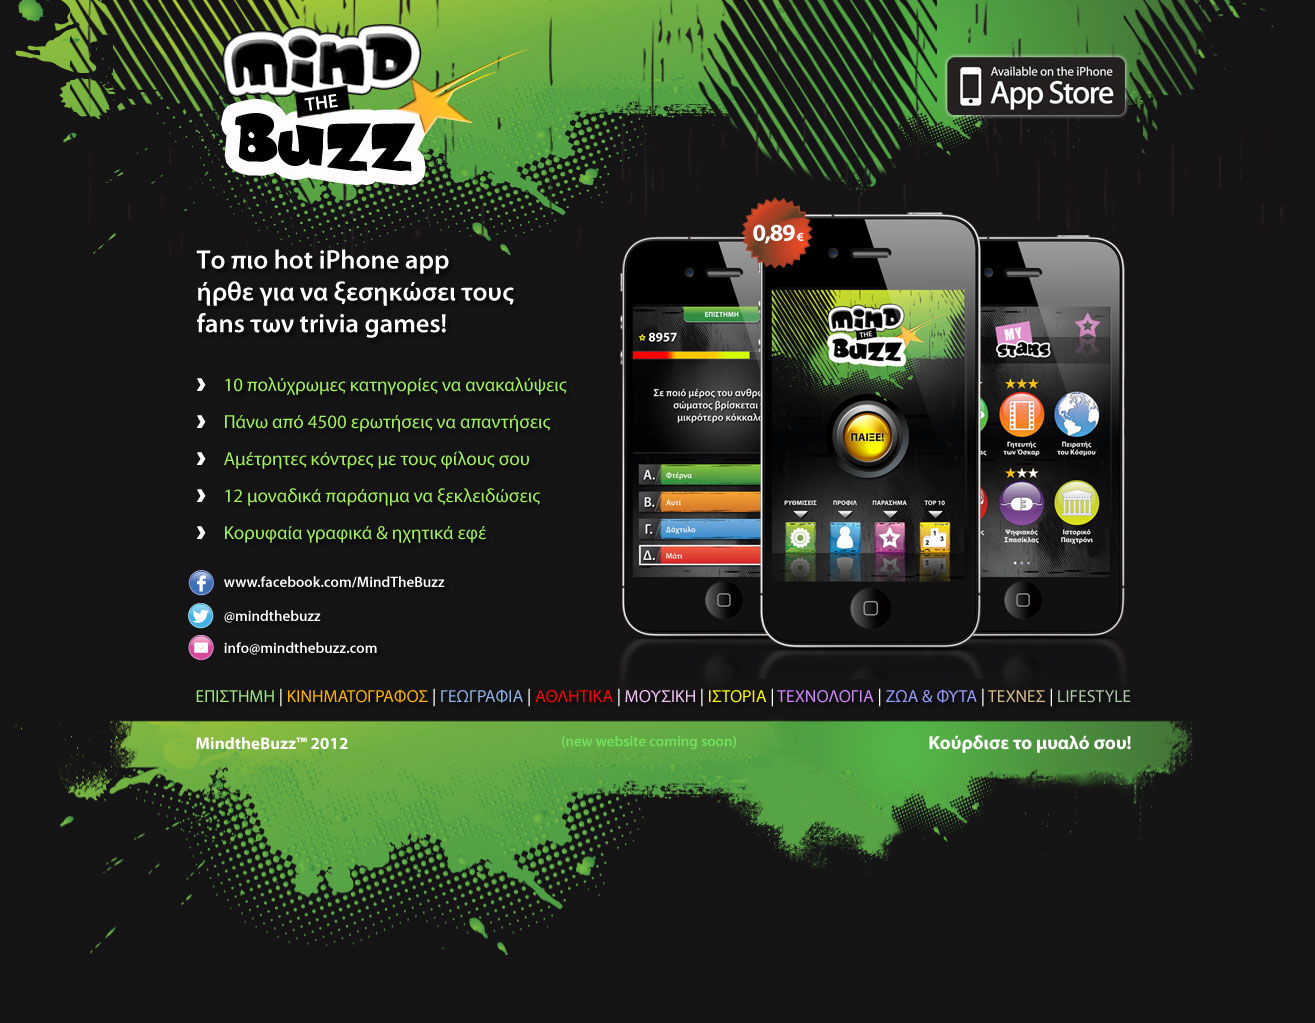 MinD
THE
BuZZ
Available on the iPhone
App Store
Το πιο hot iPhone app
ήρθε για να ξεσηκώσει τους
fans των trivia games!
10 πολύχρωμες κατηγορίες να ανακαλύψεις
Πάνω από 4500 ερωτήσεις να απαντήσεις
Αμέτρητες κόντρες με τους φίλους σου
12 μοναδικά παράσημα να ξεκλειδώσεις
Κορυφαία γραφικά & ηχητικά εφέ
www.facebook.com/MindTheBuzz
@mindthebuzz
info@mindthebuzz.com
0,89€
ΕΠΙΣΤΗΜΗ
8957
Σε ποιό μέρος του ανθρω
σώματος βρίσκεται
μικρότερο κόκκαλο
Α. Φτέρνα
Β. Αυτί
Γ. Δάχτυλο
Δ. Μάτι
MinD
THE
BuZZ
ΠΑΙΞΕ!
ΡΥΘΜΙΣΕΙΣ ΠΡΟΦΙΛ ΠΑΡΑΣΗΜΑ TOP 10
2 1 3
MY
STARS
Γητευτής
των Όσκαρ
Πειρατής
του Κόσμου
Ψηφιακός
Σπασίκλας
Ιστορικό
Παιχτρόνι
ΕΠΙΣΤΗΜΗ | ΚΙΝΗΜΑΤΟΓΡΑΦΟΣ | ΓΕΩΓΡΑΦΙΑ | ΑΘΛΗΤΙΚΑ | ΜΟΥΣΙΚΗ | ΙΣΤΟΡΙΑ | ΤΕΧΝΟΛΟΓΙΑ | ΖΩΑ & ΦΥΤΑ | ΤΕΧΝΕΣ | LIFESTYLE
MindtheBuzz™ 2012
(new website coming soon)
Κούρδισε το μυαλό σου!